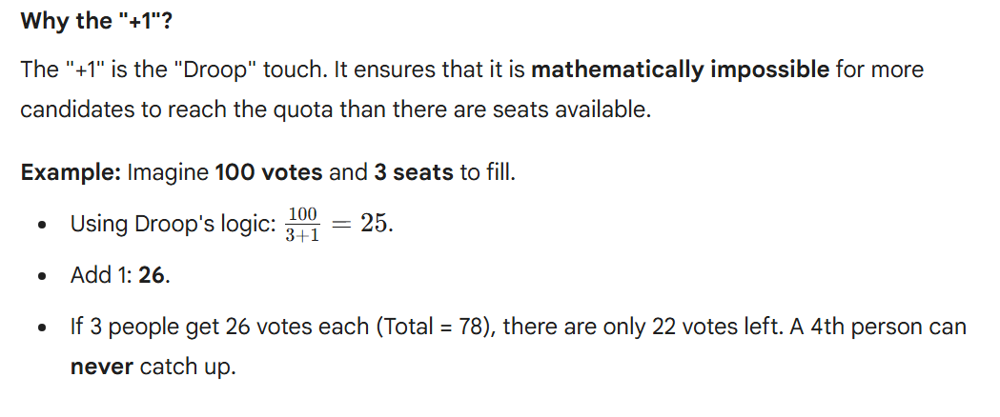 Why the "+1"?
The "+1" is the "Droop" touch. It ensures that it is mathematically impossible for more
candidates to reach the quota than there are seats available.
Example: Imagine 100 votes and 3 seats to fill.
• Using Droop's logic: \frac{100}{3+1} = 25.
• Add 1: 26.
• If 3 people get 26 votes each (Total = 78), there are only 22 votes left. A 4th person can
never catch up.